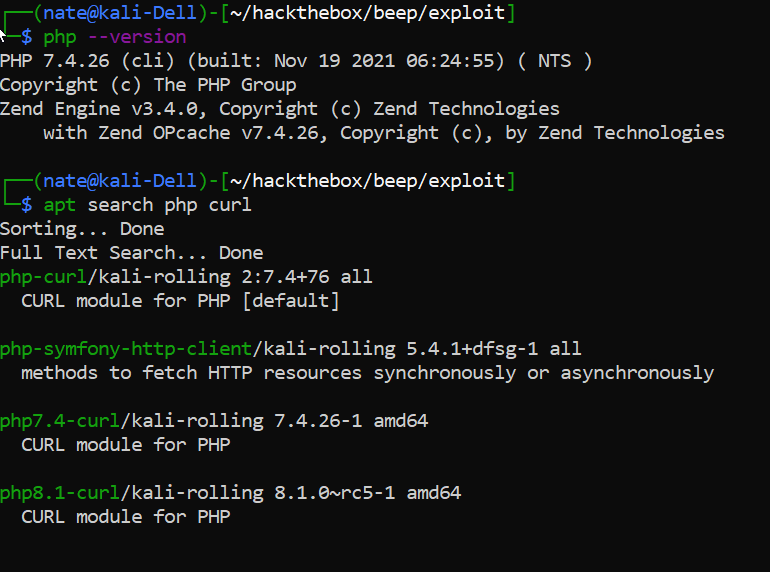 ┌──(nate@kali-Dell)-[~/hackthebox/beep/exploit]
└─$ php --version
PHP 7.4.26 (cli) (built: Nov 19 2021 06:24:55) ( NTS )
Copyright (c) The PHP Group
Zend Engine v3.4.0, Copyright (c) Zend Technologies
    with Zend OPcache v7.4.26, Copyright (c), by Zend Technologies

┌──(nate@kali-Dell)-[~/hackthebox/beep/exploit]
└─$ apt search php curl
Sorting... Done
Full Text Search... Done
php-curl/kali-rolling 2:7.4+76 all
  CURL module for PHP [default]

php-symfony-http-client/kali-rolling 5.4.1+dfsg-1 all
  methods to fetch HTTP resources synchronously or asynchronously

php7.4-curl/kali-rolling 7.4.26-1 amd64
  CURL module for PHP

php8.1-curl/kali-rolling 8.1.0~rc5-1 amd64
  CURL module for PHP